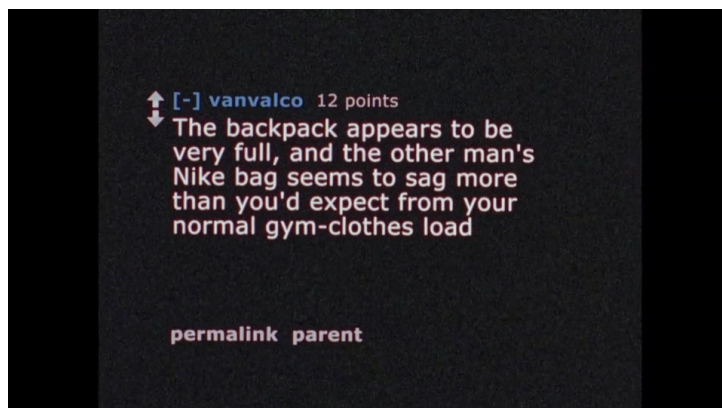 [-] vanvalco 12 points
The backpack appears to be
very full, and the other man's
Nike bag seems to sag more
than you'd expect from your
normal gym-clothes load
permalink parent